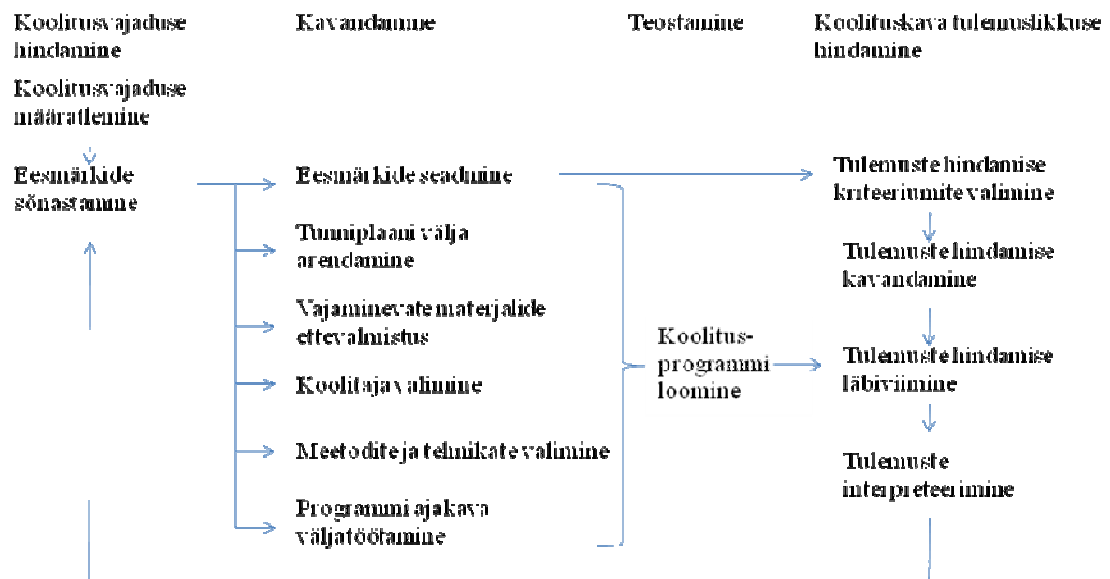 Koolitusvajaduse
hindamine
Kavandamine
Teostamine
Koolituskava tulemuslikkuse
hindamine
Koolitusvajaduse
määratlemine
Eesmärkide
sõnastamine
Eesmärkide seadmine
Tunniplaani välja
arendamine
Vajaminevate materjalide
ettevalmistus
Koolitaja valimine
Meetodite ja tehnikate valimine
Programmi ajakava
väljatöötamine
Koolitus-
programmi
loomine
Tulemuste hindamise
kriteeriumite valimine
Tulemuste hindamise
kavandamine
Tulemuste hindamise
läbiviimine
Tulemuste
interpreteerimine